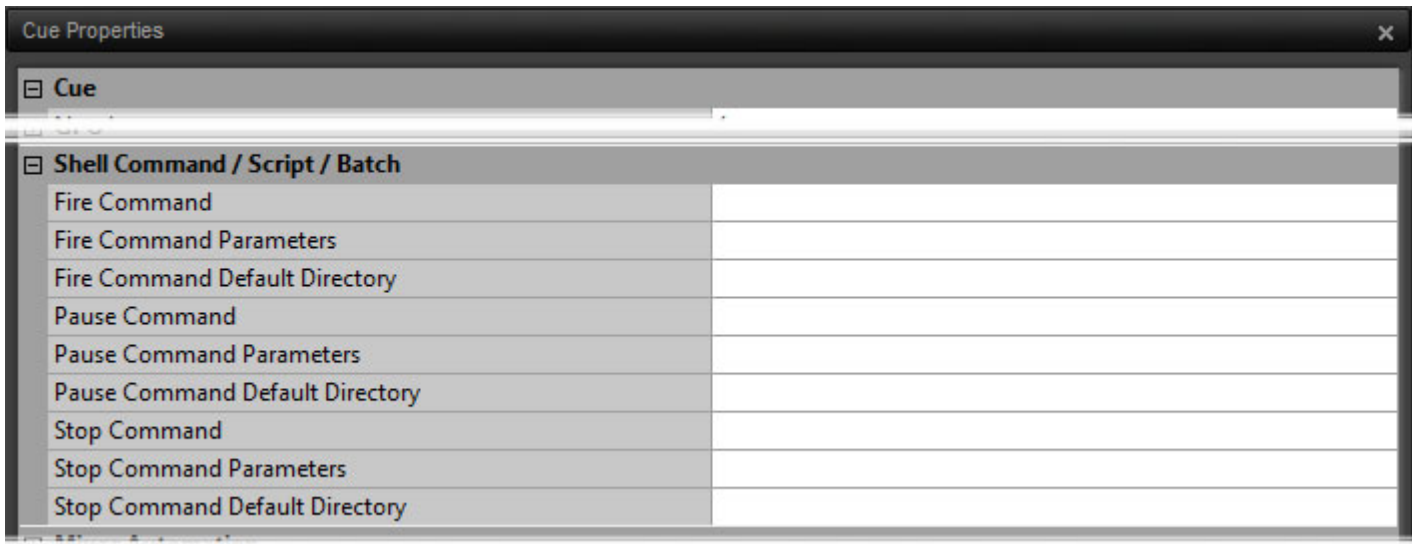 Cue Properties
Cue
Shell Command / Script / Batch
Fire Command
Fire Command Parameters
Fire Command Default Directory
Pause Command
Pause Command Parameters
Pause Command Default Directory
Stop Command
Stop Command Parameters
Stop Command Default Directory